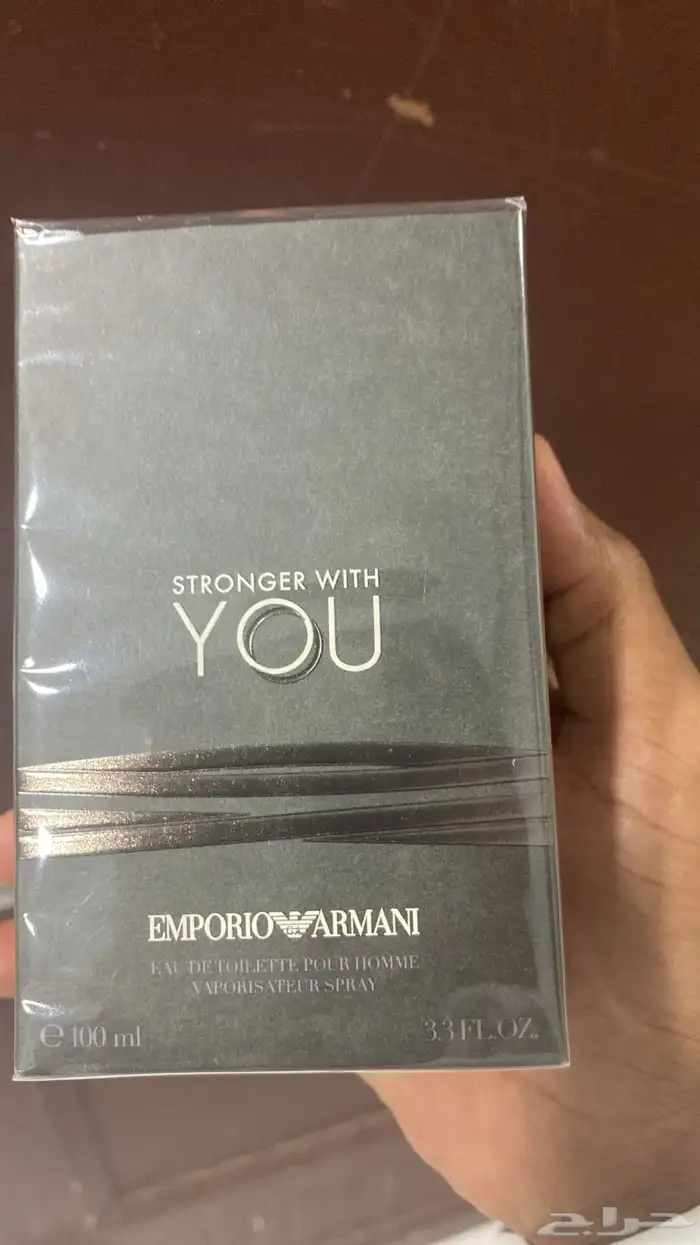 STRONGER WITH
YOU
EMPORIO ARMANI
EAU DE TOILETTE POUR HOMME
VAPORISATEUR SPRAY
e 100 ml
3.3 FL.OZ.
حراج